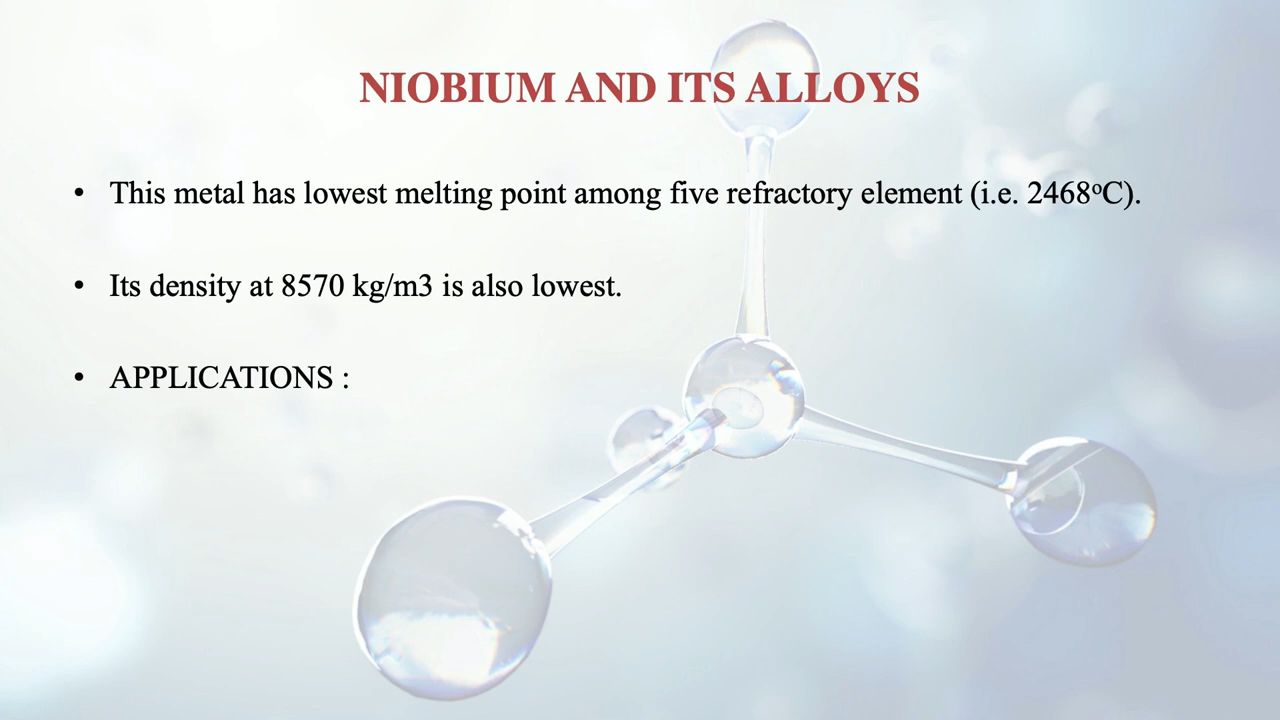 NIOBIUM AND ITS ALLOYS
• This metal has lowest melting point among five refractory element (i.e. 2468ºC).
• Its density at 8570 kg/m3 is also lowest.
• APPLICATIONS :